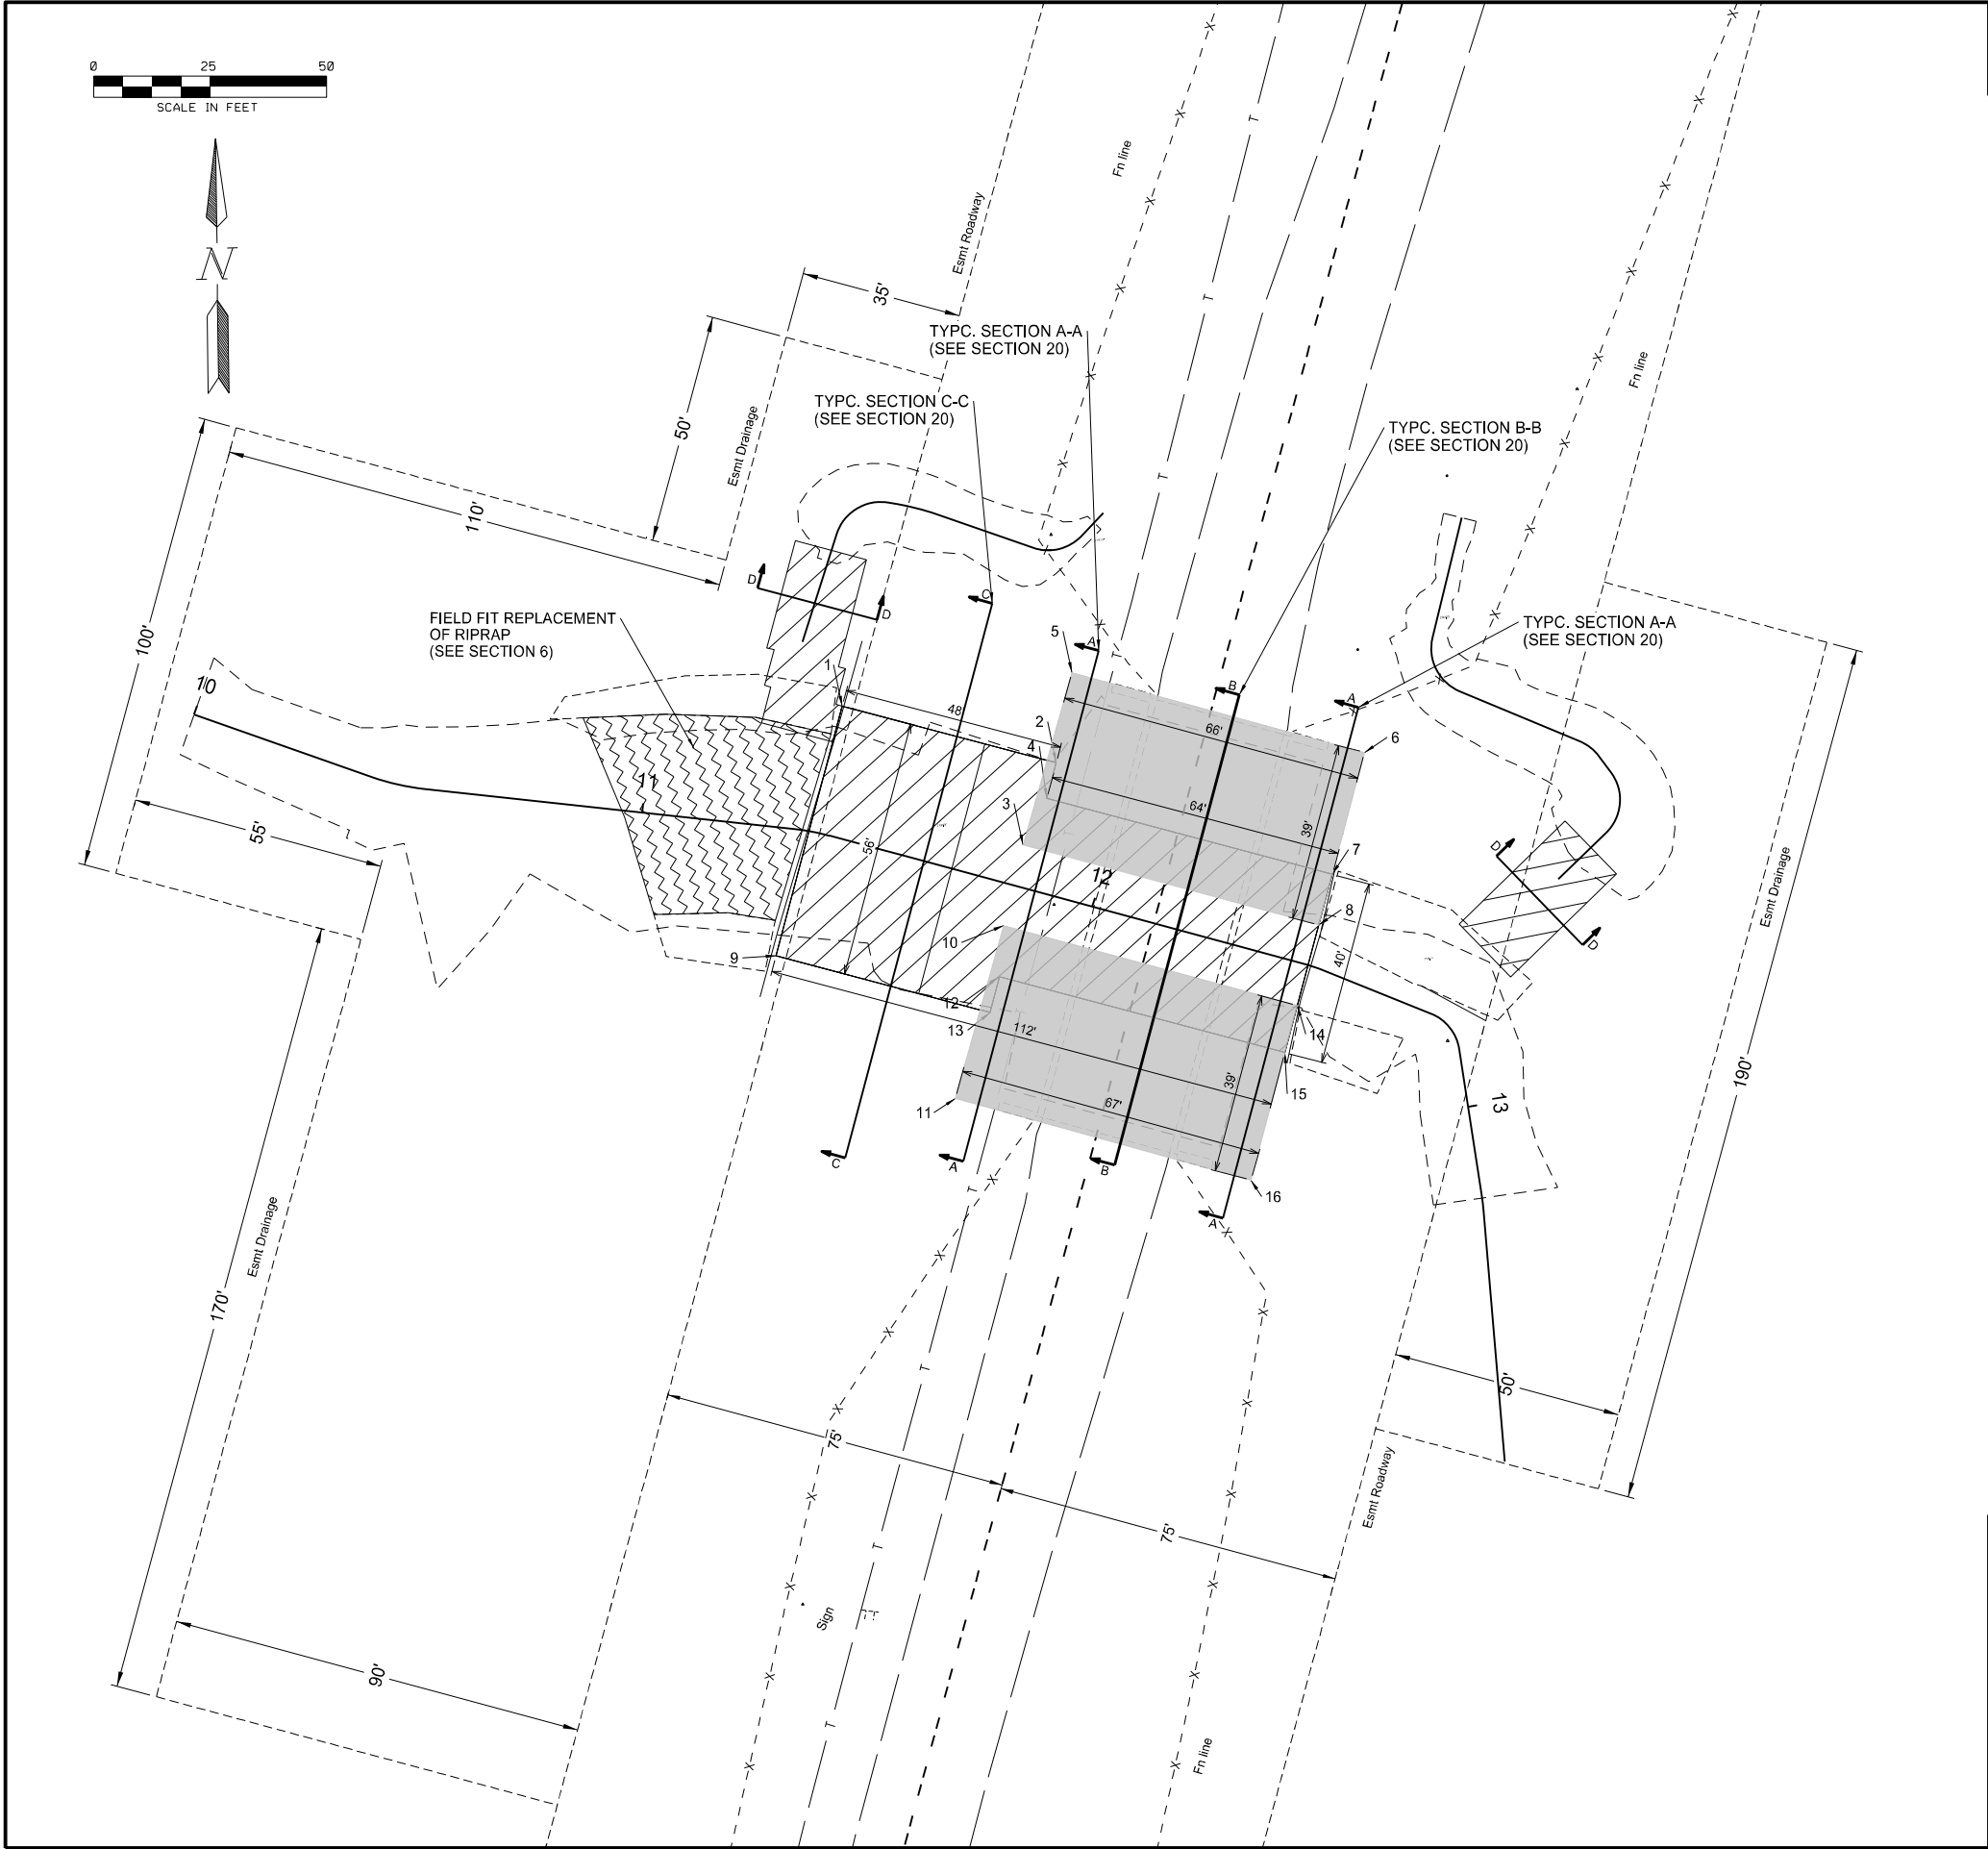 0 25 50
SCALE IN FEET
N
Fn line
Esmt Roadway
35'
TYPC. SECTION A-A
(SEE SECTION 20)
Fn line
TYPC. SECTION C-C
(SEE SECTION 20)
50'
Esmt Drainage
TYPC. SECTION B-B
(SEE SECTION 20)
110'
100'
FIELD FIT REPLACEMENT
OF RIPRAP
(SEE SECTION 6)
D
D
C
5
A
TYPC. SECTION A-A
(SEE SECTION 20)
1
10
48'
2
4
B
A
6
66'
11
3
64'
39'
56'
55'
7
12
8
D
D
Esmt Drainage
10
9
40'
12
13
112'
14
39'
15
67'
11
13
190'
C
A
B
16
A
Esmt Drainage
170'
50'
75'
Esmt Roadway
75'
Sign
90'
Fn line
X
T